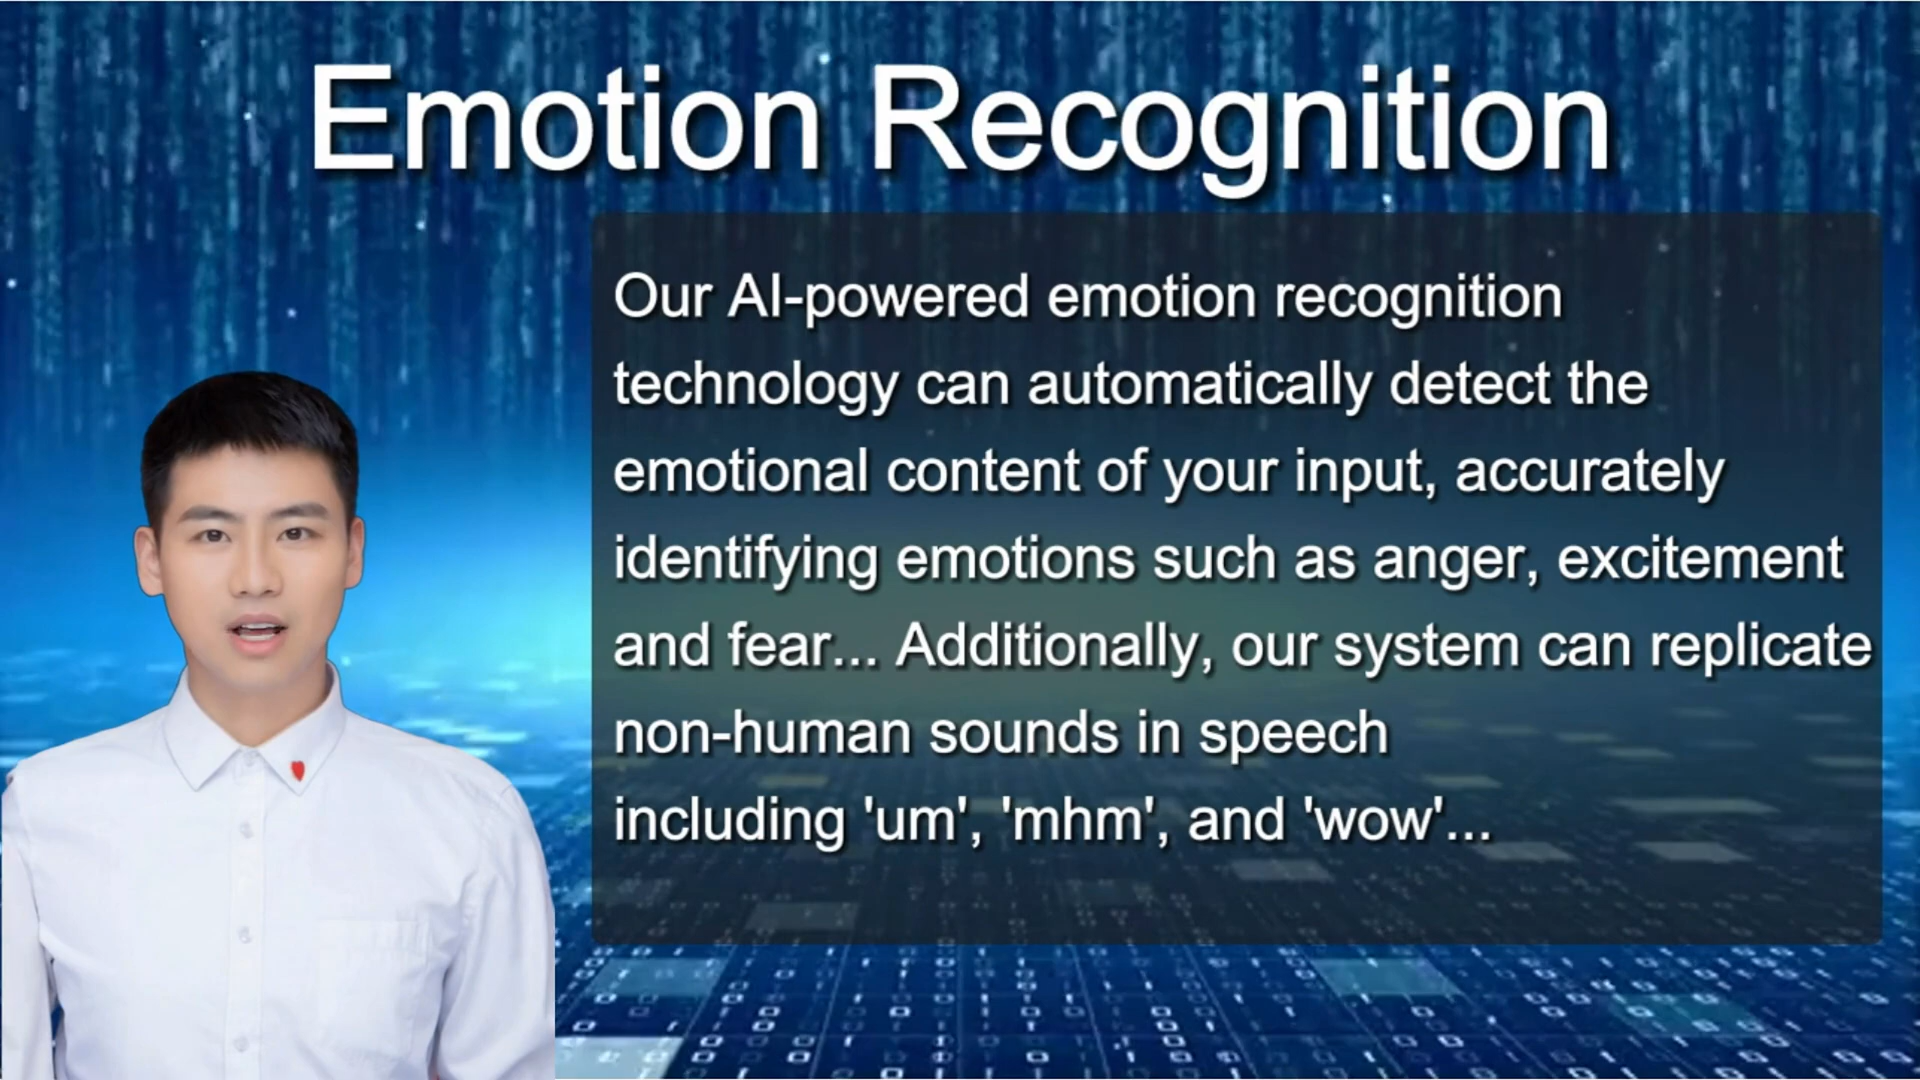 Emotion Recognition
Our AI-powered emotion recognition
technology can automatically detect the
emotional content of your input, accurately
identifying emotions such as anger, excitement
and fear... Additionally, our system can replicate
non-human sounds in speech
including 'um', 'mhm', and 'wow'...